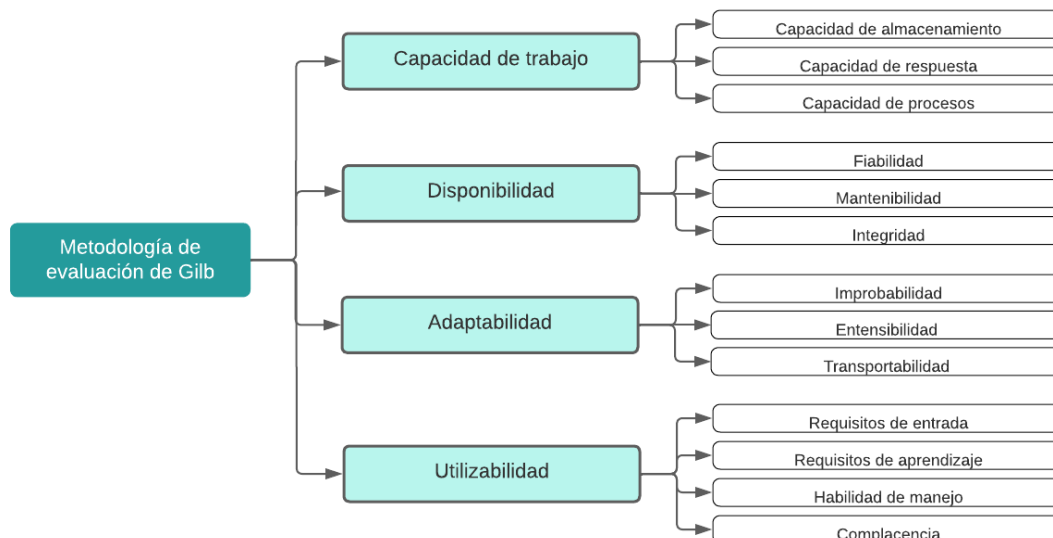 Metodología de
evaluación de Gilb
Capacidad de trabajo
Capacidad de almacenamiento
Capacidad de respuesta
Capacidad de procesos
Disponibilidad
Fiabilidad
Mantenibilidad
Integridad
Adaptabilidad
Improbabilidad
Entensibilidad
Transportabilidad
Utilizabilidad
Requisitos de entrada
Requisitos de aprendizaje
Habilidad de manejo
Complacencia